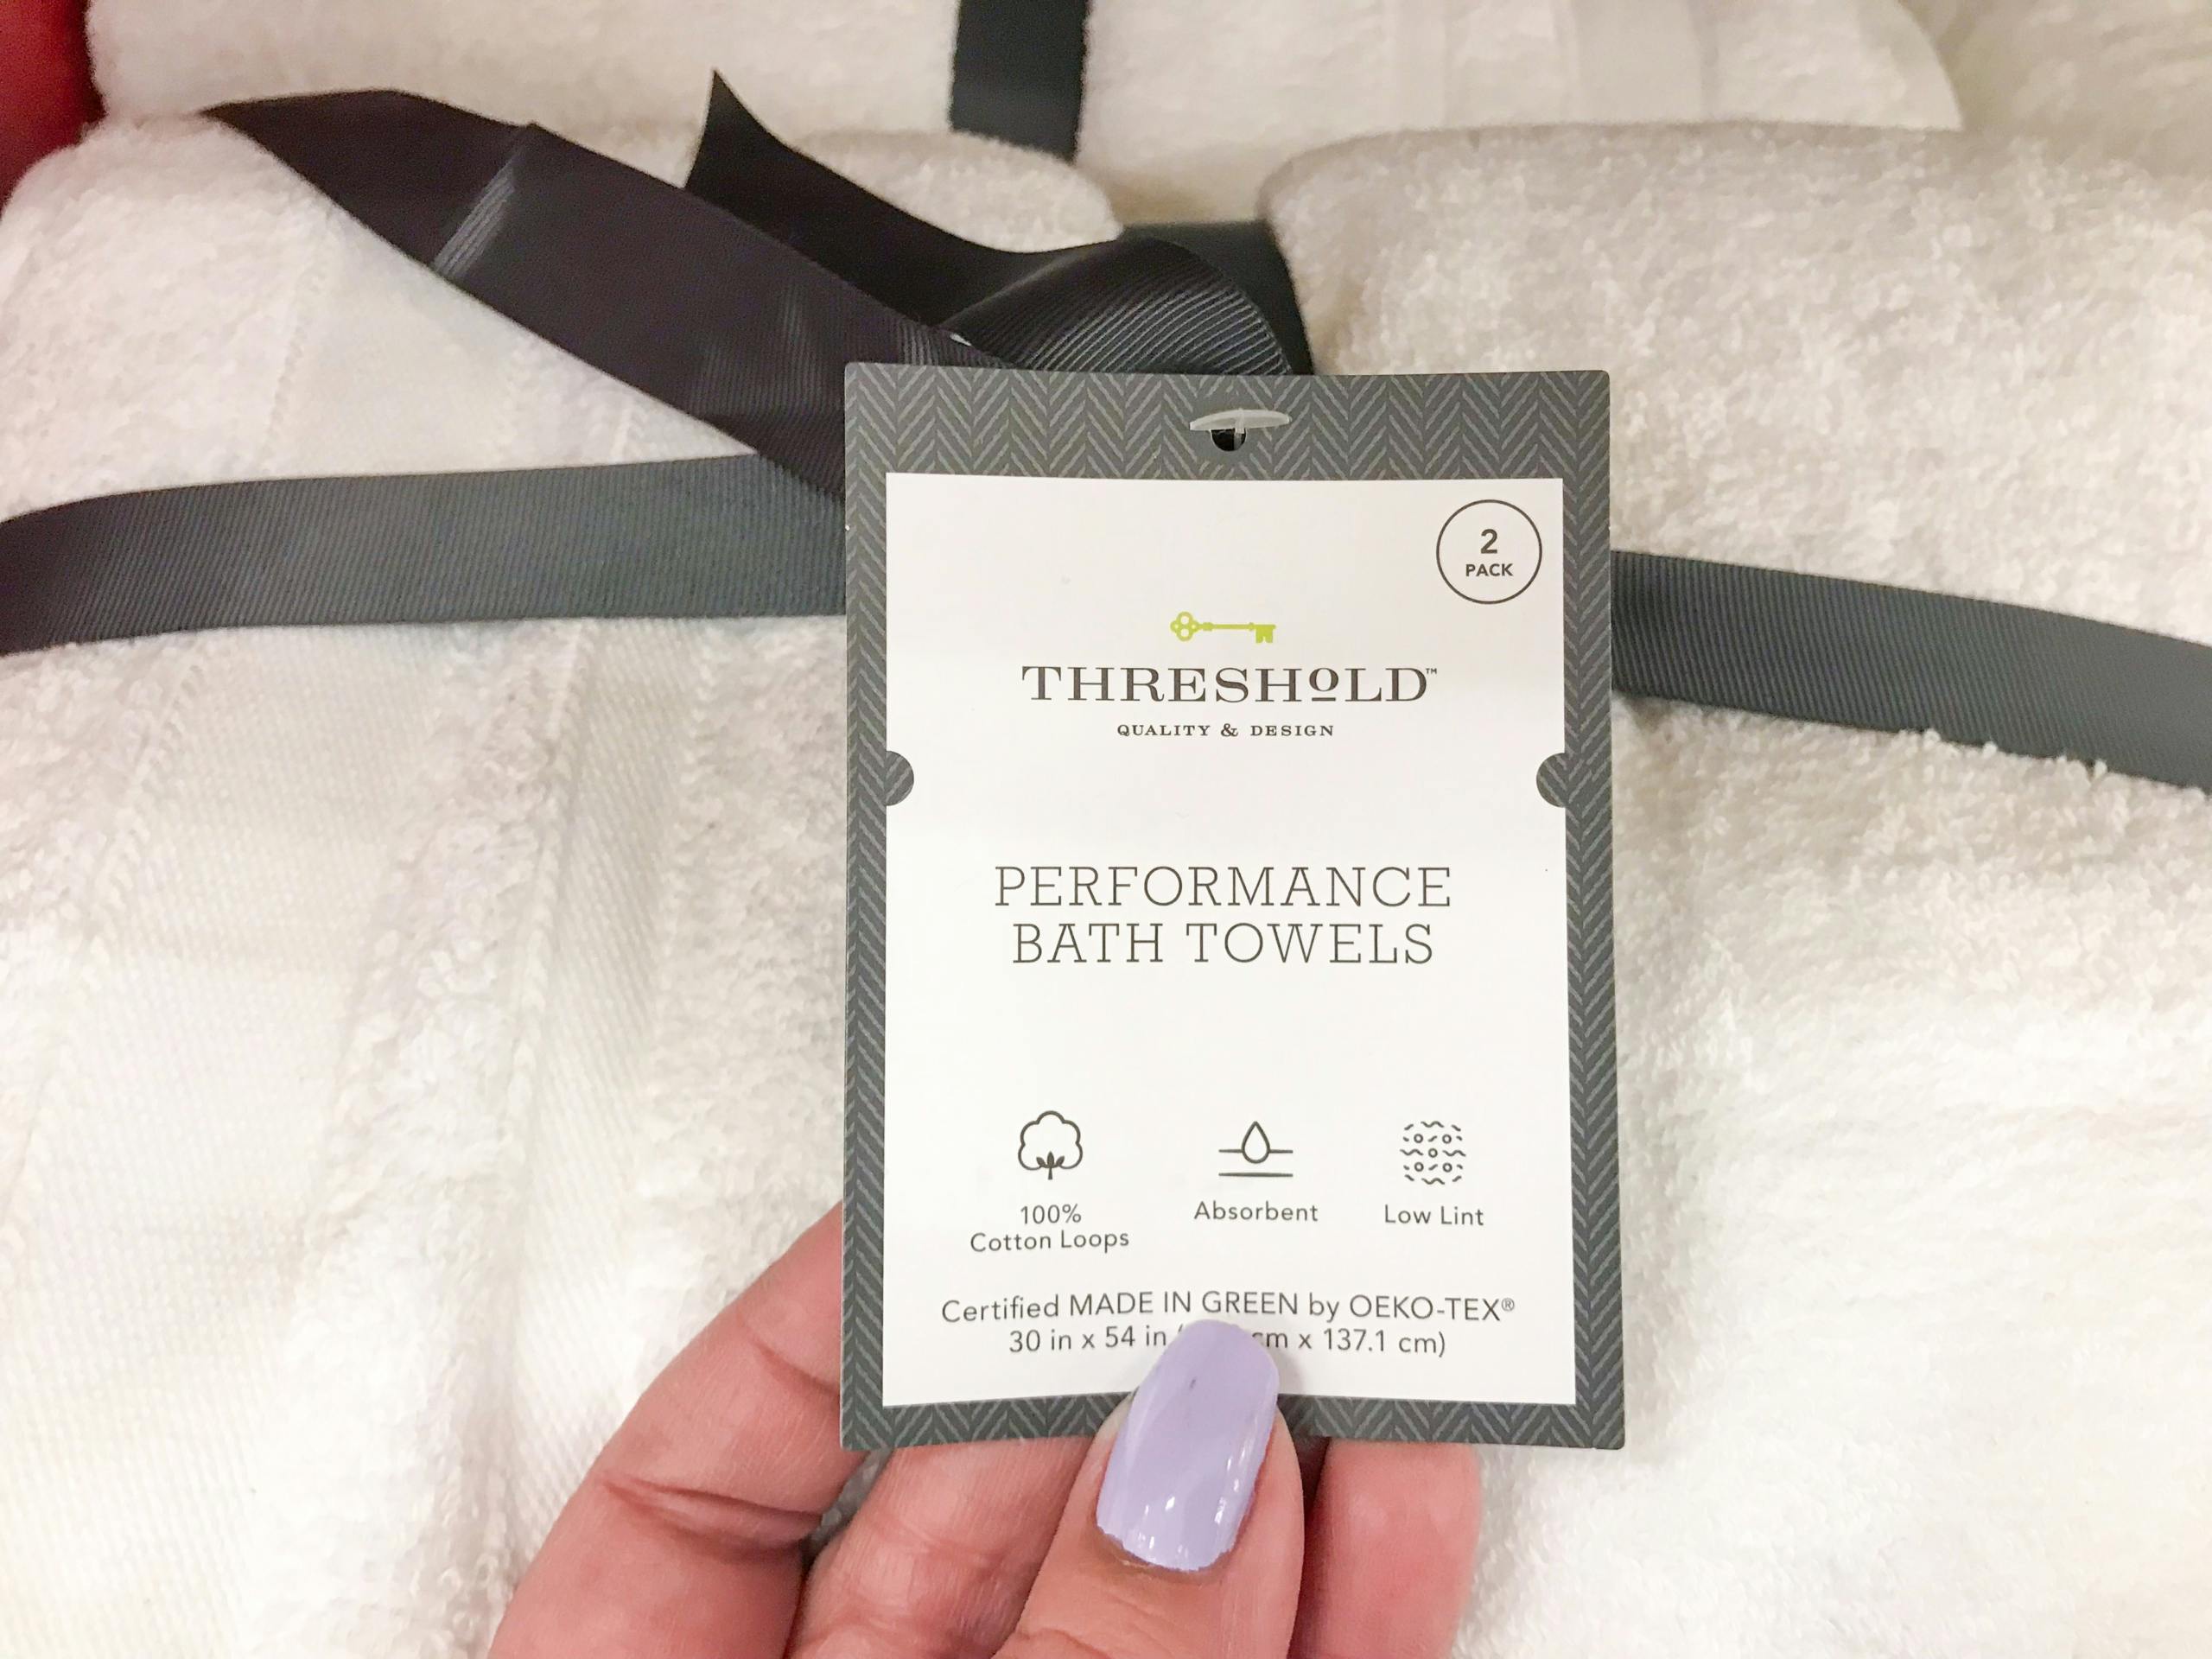 2
PACK
THRESHOLD™
QUALITY & DESIGN
PERFORMANCE
BATH TOWELS
100%
Cotton Loops
Absorbent
Low Lint
Certified MADE IN GREEN by OEKO-TEX®
30 in x 54 in cm x 137.1 cm)